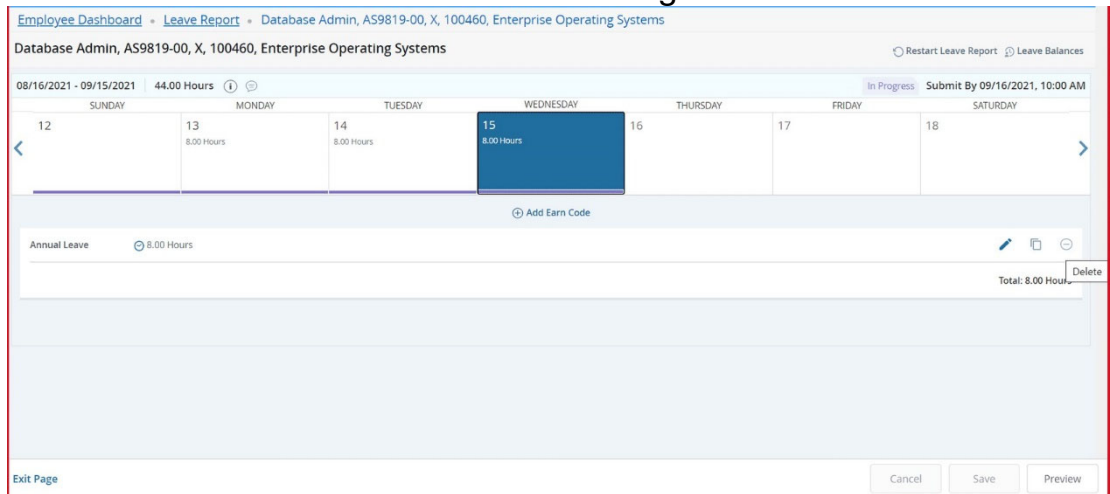 Employee Dashboard • Leave Report • Database Admin, AS9819-00, X, 100460, Enterprise Operating Systems
Database Admin, AS9819-00, X, 100460, Enterprise Operating Systems
Restart Leave Report Leave Balances
08/16/2021 - 09/15/2021 44.00 Hours In Progress Submit By 09/16/2021, 10:00 AM
SUNDAY MONDAY TUESDAY WEDNESDAY THURSDAY FRIDAY SATURDAY
12 13 14 15 16 17 18
8.00 Hours 8.00 Hours 8.00 Hours
Add Earn Code
Annual Leave 8.00 Hours
Delete
Total: 8.00 Hours
Exit Page Cancel Save Preview